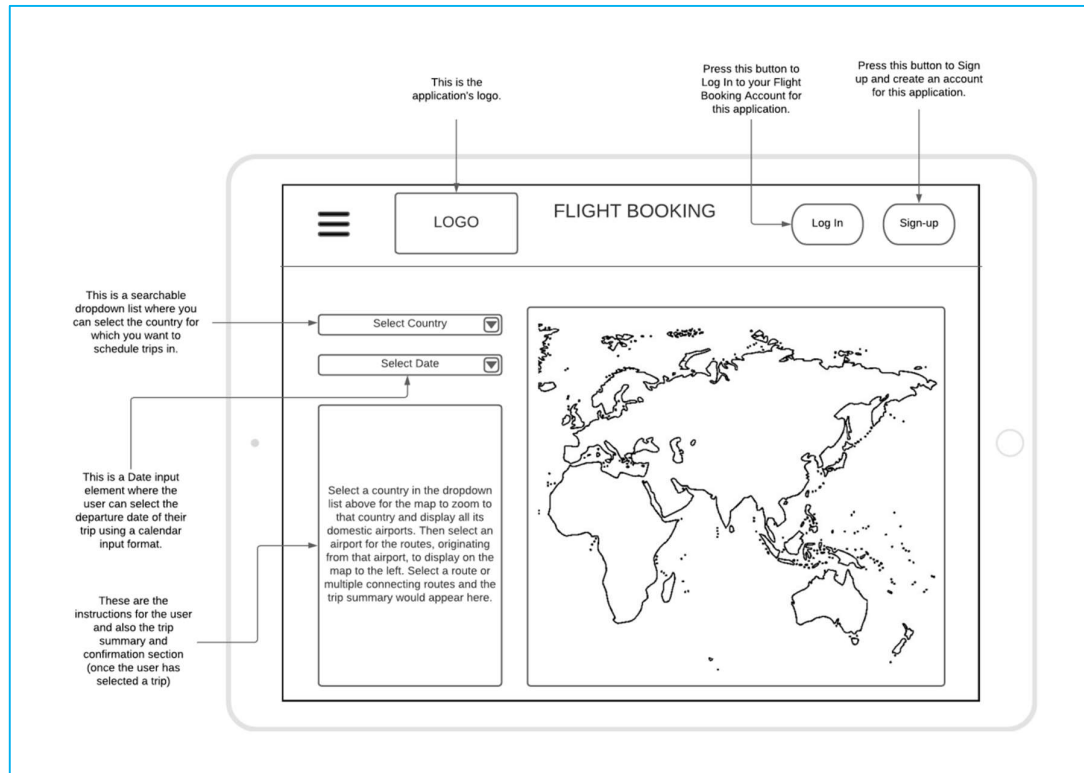 This is the
application's logo.
Press this button to
Log In to your Flight
Booking Account for
this application.
Press this button to Sign
up and create an account
for this application.
LOGO
FLIGHT BOOKING
Log In
Sign-up
This is a searchable
dropdown list where you
can select the country for
which you want to
schedule trips in.
Select Country
Select Date
This is a Date input
element where the
user can select the
departure date of their
trip using a calendar
input format.
Select a country in the dropdown
list above for the map to zoom to
that country and display all its
domestic airports. Then select an
airport for the routes, originating
from that airport, to display on the
map to the left. Select a route or
multiple connecting routes and the
trip summary would appear here.
These are the
instructions for the user
and also the trip
summary and
confirmation section
(once the user has
selected a trip)